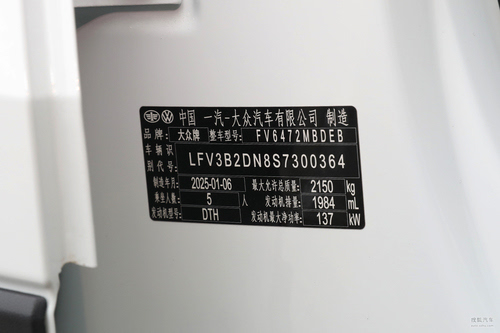 中国 一汽-大众汽车有限公司 制造
品牌: 大众牌 整车型号: FV6472MBDEB
车辆识别代号: LFV3B2DN8S7300364
制造年月: 2025-01-06 最大允许总质量: 2150 kg
乘坐人数: 5 人 发动机排量: 1984 mL
发动机型号: DTH 发动机最大净功率: 137 kW
搜狐汽车